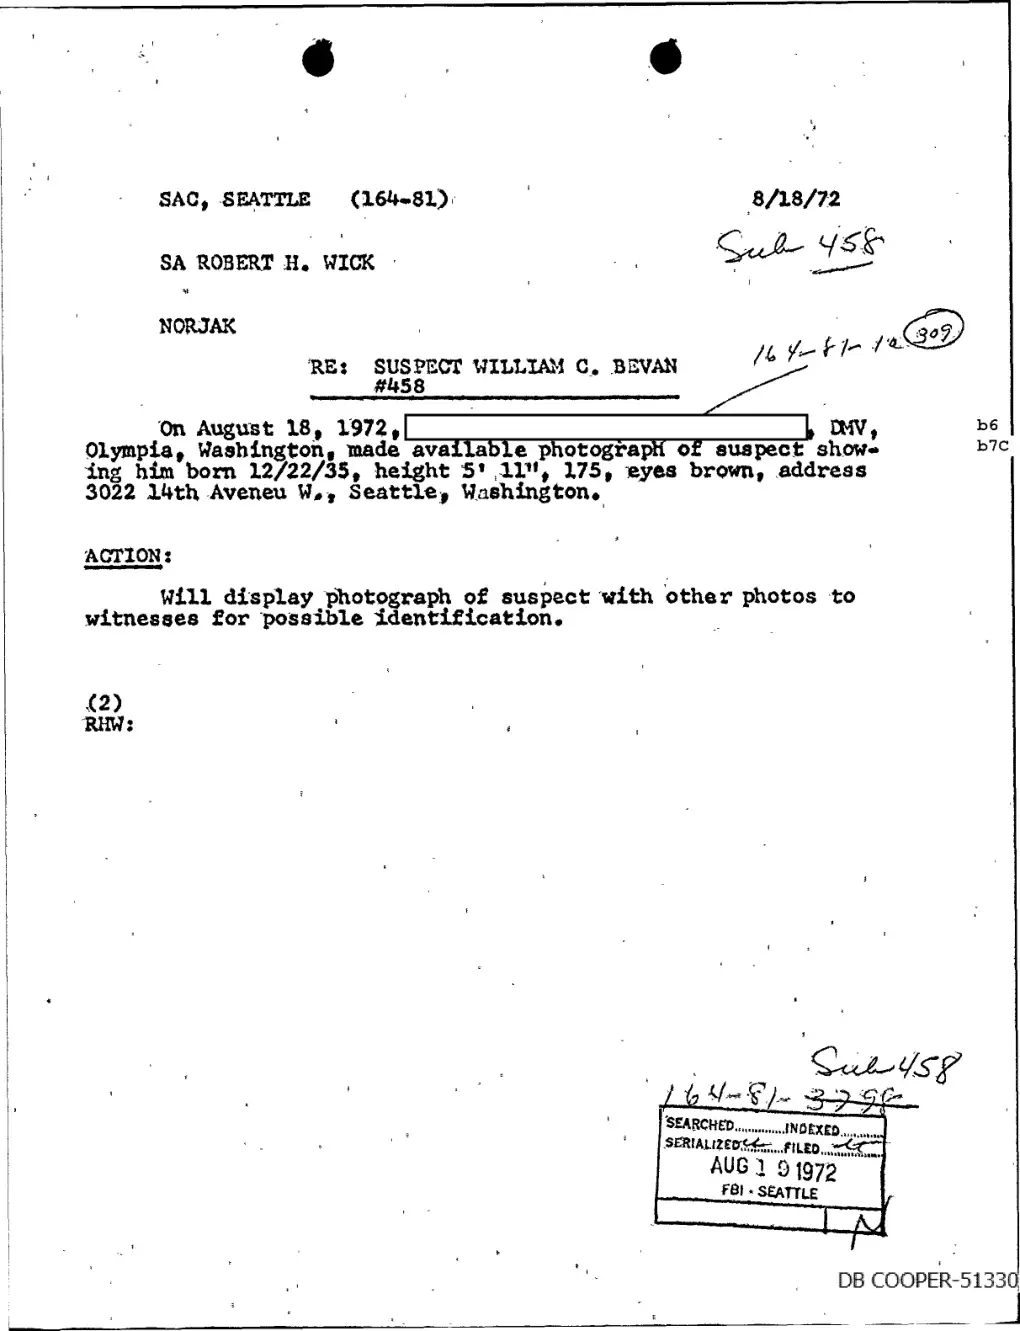 SAC, SEATTLE (164-81) 8/18/72
Sub 458
SA ROBERT H. WICK
NORJAK
164-81-1a 309
RE: SUSPECT WILLIAM C. BEVAN
#458
On August 18, 1972, , DMV, b6
Olympia, Washington, made available photograph of suspect show- b7C
ing him born 12/22/35, height 5' 11", 175, eyes brown, address
3022 14th Aveneu W., Seattle, Washington.
ACTION:
Will display photograph of suspect with other photos to
witnesses for possible identification.
(2)
RHW:
Sub 458
164-81-3798
SEARCHED..............INDEXED...........
SERIALIZED............FILED..............
AUG 19 1972
FBI - SEATTLE
DB COOPER-51330